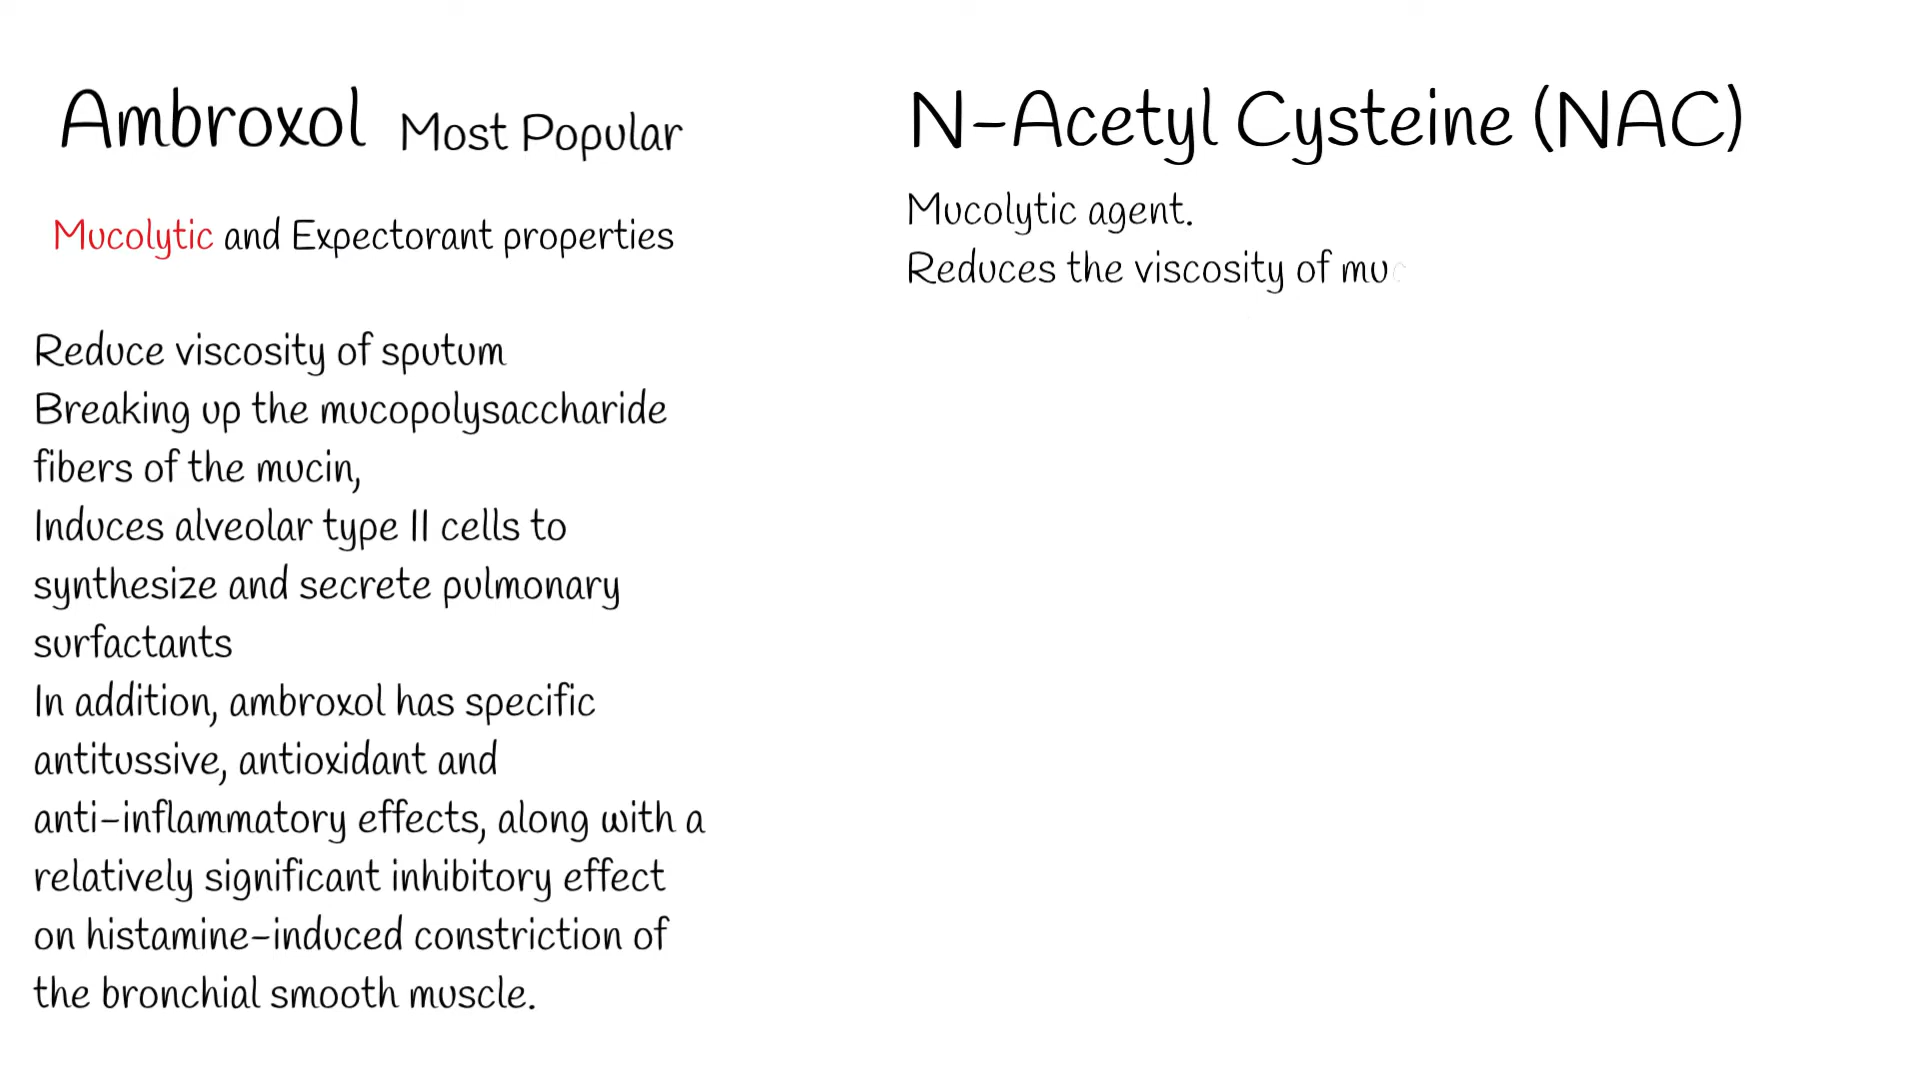 Ambroxol Most Popular
Mucolytic and Expectorant properties
Reduce viscosity of sputum
Breaking up the mucopolysaccharide
fibers of the mucin,
Induces alveolar type II cells to
synthesize and secrete pulmonary
surfactants
In addition, ambroxol has specific
antitussive, antioxidant and
anti-inflammatory effects, along with a
relatively significant inhibitory effect
on histamine-induced constriction of
the bronchial smooth muscle.
N-Acetyl Cysteine (NAC)
Mucolytic agent.
Reduces the viscosity of